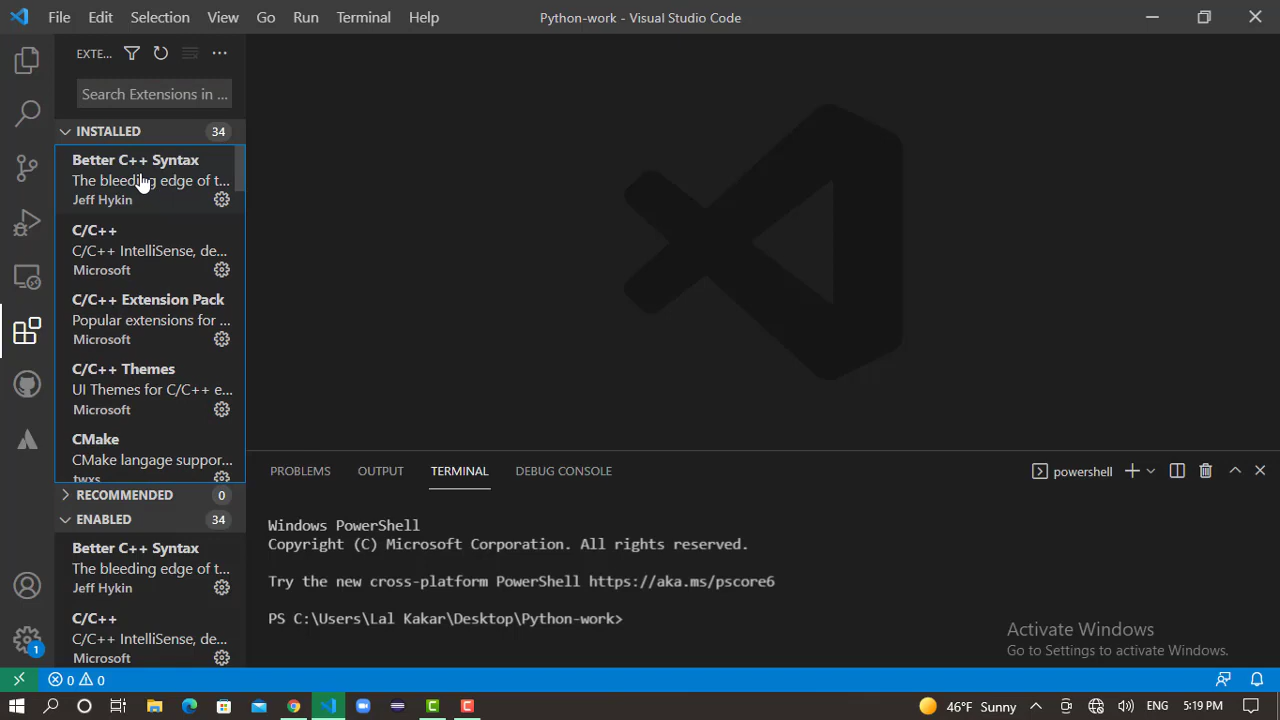 File Edit Selection View Go Run Terminal Help
Python-work - Visual Studio Code
EXTE...
Search Extensions in ...
INSTALLED 34
Better C++ Syntax
The bleeding edge of t...
Jeff Hykin
C/C++
C/C++ IntelliSense, de...
Microsoft
C/C++ Extension Pack
Popular extensions for ...
Microsoft
C/C++ Themes
UI Themes for C/C++ e...
Microsoft
CMake
CMake langage suppor...
twxs
RECOMMENDED 0
ENABLED 34
Better C++ Syntax
The bleeding edge of t...
Jeff Hykin
C/C++
C/C++ IntelliSense, de...
Microsoft
1
PROBLEMS OUTPUT TERMINAL DEBUG CONSOLE
powershell
Windows PowerShell
Copyright (C) Microsoft Corporation. All rights reserved.
Try the new cross-platform PowerShell https://aka.ms/pscore6
PS C:\Users\Lal Kakar\Desktop\Python-work>
Activate Windows
Go to Settings to activate Windows.
0 0
46°F Sunny
ENG
5:19 PM